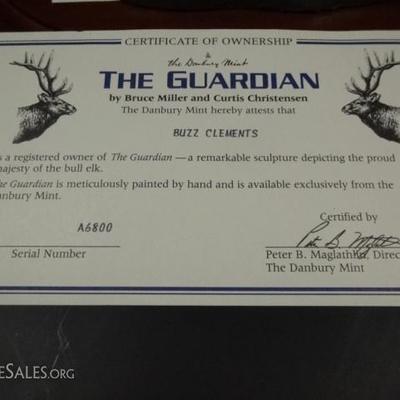 CERTIFICATE OF OWNERSHIP
The Danbury Mint
THE GUARDIAN
by Bruce Miller and Curtis Christensen
The Danbury Mint hereby attests that
BUZZ CLEMENTS
is a registered owner of The Guardian — a remarkable sculpture depicting the proud
majesty of the bull elk.
The Guardian is meticulously painted by hand and is available exclusively from the
Danbury Mint.
Certified by
A6800
Serial Number
Peter B. Maglathlin, Direc
The Danbury Mint
ESALES.ORG